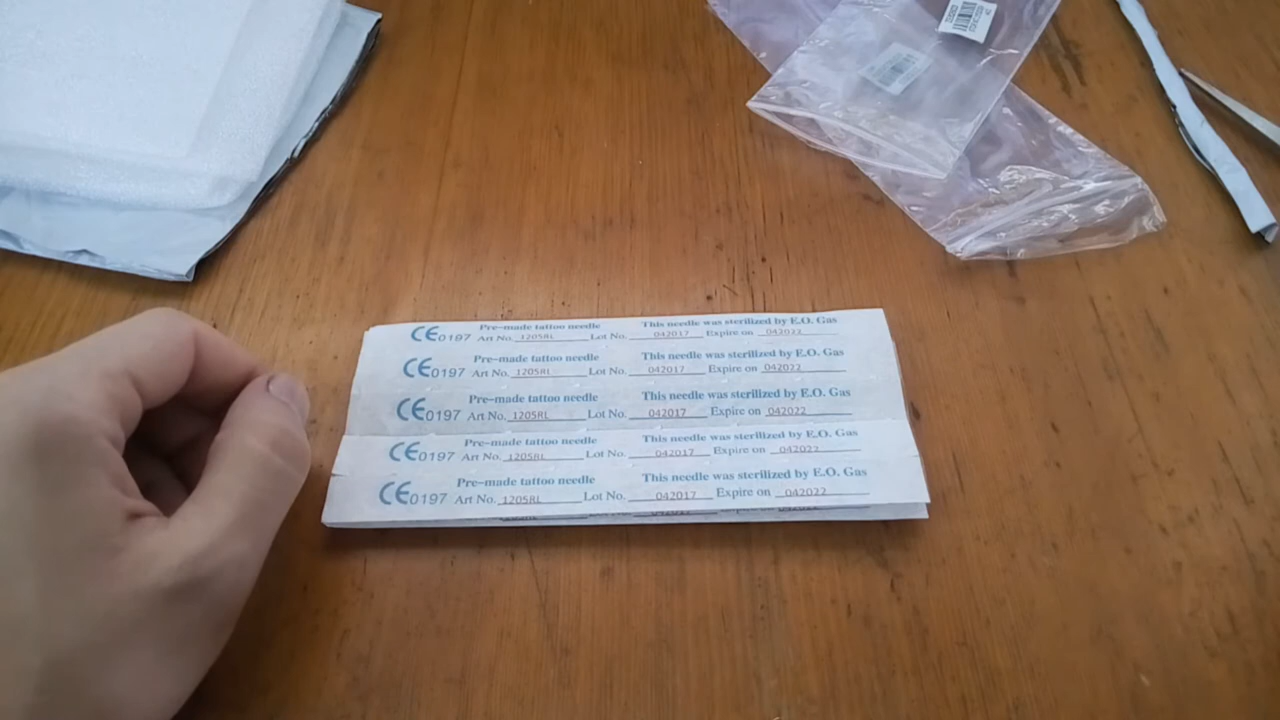 CE0197 Pre-made tattoo needle This needle was sterilized by E.O. Gas
Art No. 1205RL Lot No. 042017 Expire on 042022
CE0197 Pre-made tattoo needle This needle was sterilized by E.O. Gas
Art No. 1205RL Lot No. 042017 Expire on 042022
CE0197 Pre-made tattoo needle This needle was sterilized by E.O. Gas
Art No. 1205RL Lot No. 042017 Expire on 042022
CE0197 Pre-made tattoo needle This needle was sterilized by E.O. Gas
Art No. 1205RL Lot No. 042017 Expire on 042022
CE0197 Pre-made tattoo needle This needle was sterilized by E.O. Gas
Art No. 1205RL Lot No. 042017 Expire on 042022